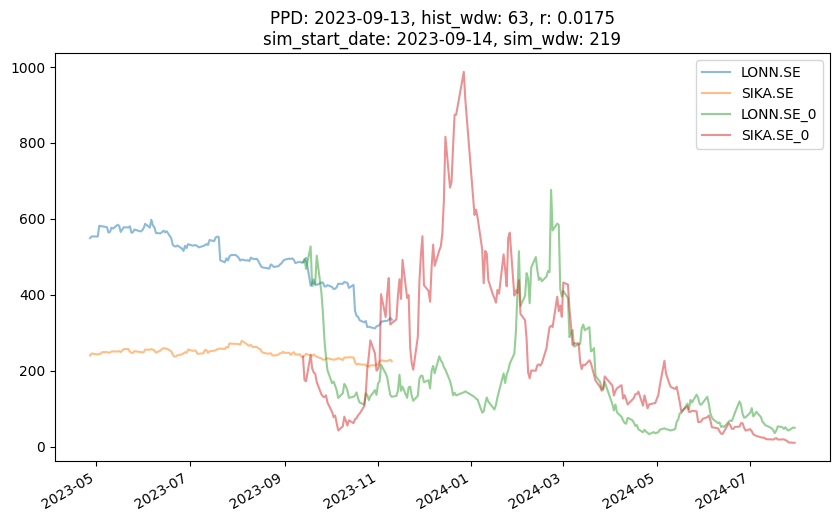 PPD: 2023-09-13, hist_wdw: 63, r: 0.0175
sim_start_date: 2023-09-14, sim_wdw: 219
LONN.SE
SIKA.SE
LONN.SE_0
SIKA.SE_0
1000
800
600
400
200
0
2023-05
2023-07
2023-09
2023-11
2024-01
2024-03
2024-05
2024-07